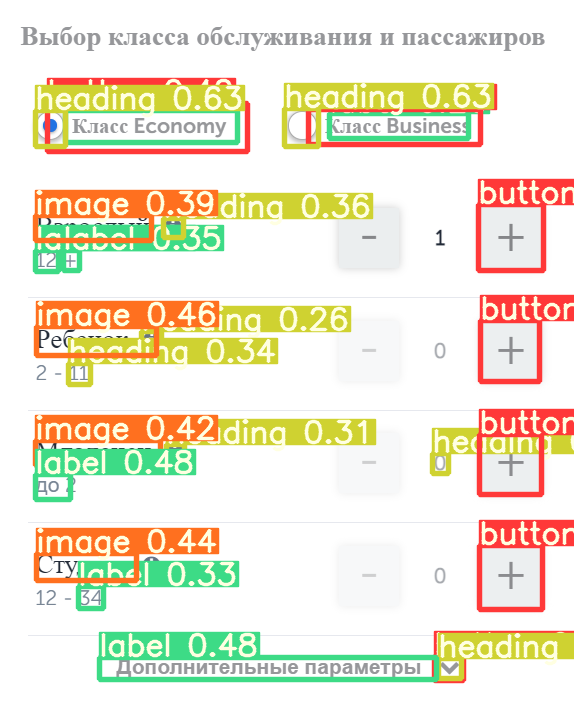 Выбор класса обслуживания и пассажиров
heading 0.63 heading 0.63
Класс Economy Класс Business
image 0.39 heading 0.36 button
label 0.35 - 1 +
12 +
image 0.46 heading 0.26 button
Ребенок - 0 +
heading 0.34
2 - 11
image 0.42 heading 0.31 button
label 0.48 - 0 +
до 2
image 0.44 button
label 0.33 - 0 +
12 - 34
label 0.48 heading
Дополнительные параметры